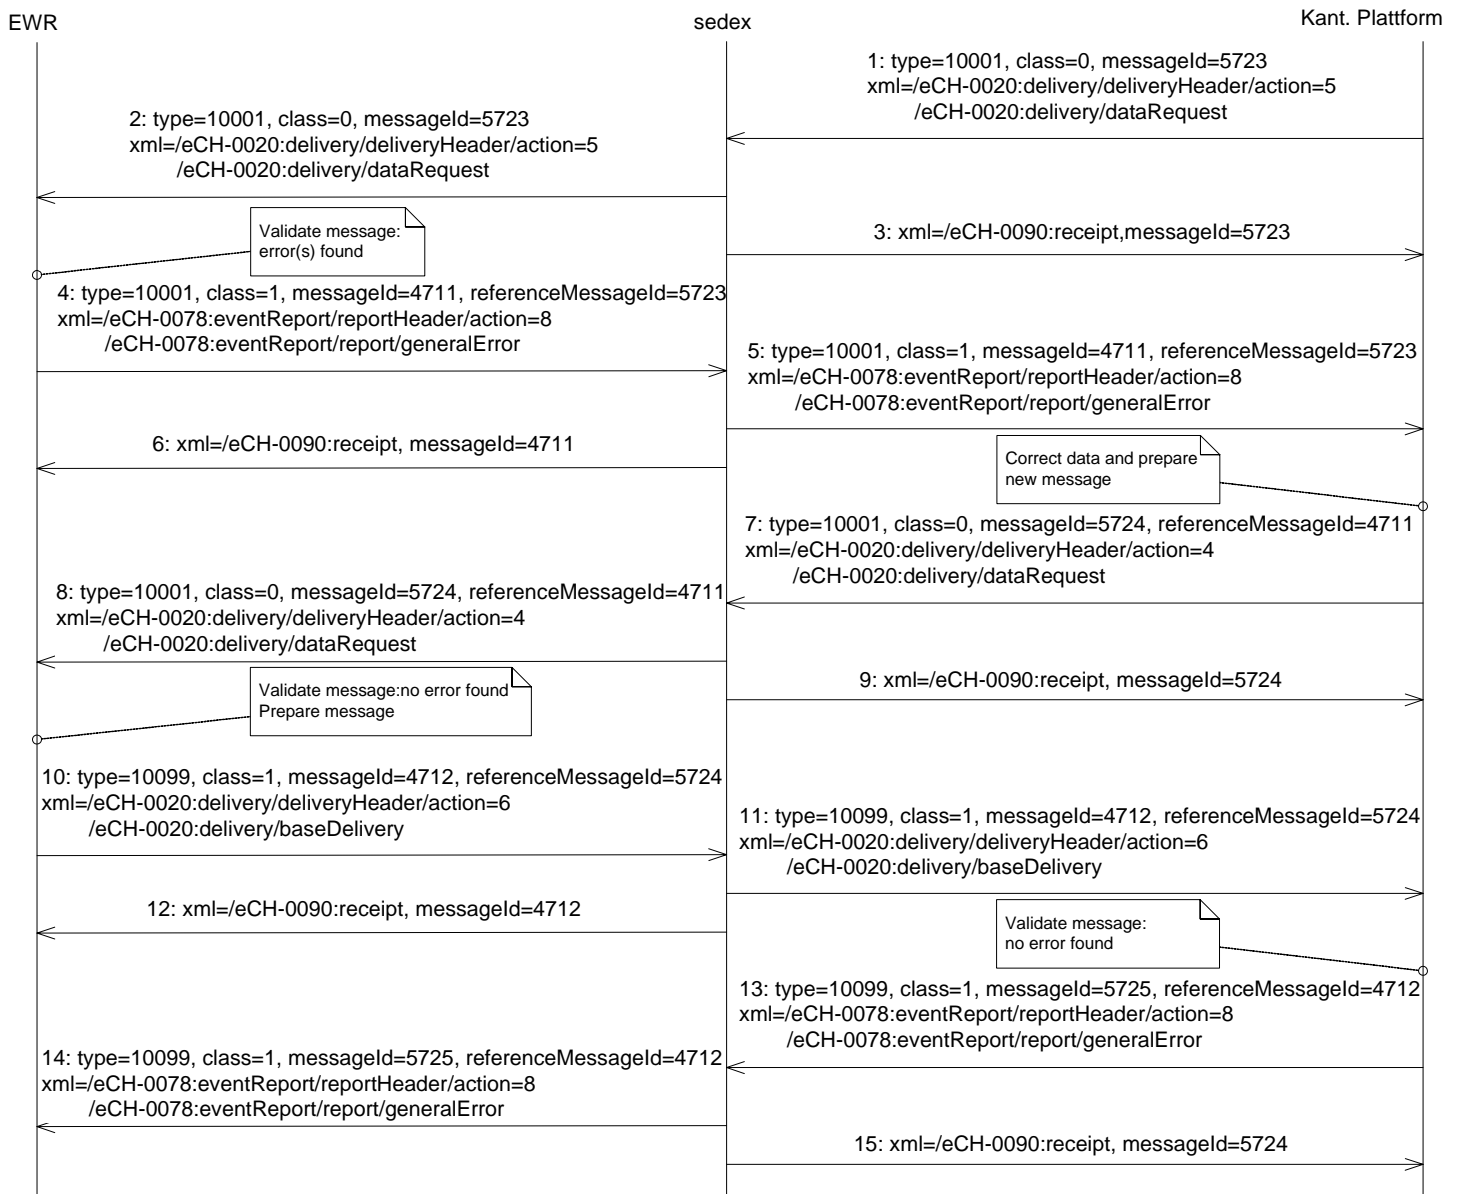 EWR
sedex
Kant. Plattform
1: type=10001, class=0, messageId=5723
xml=/eCH-0020:delivery/deliveryHeader/action=5
/eCH-0020:delivery/dataRequest
2: type=10001, class=0, messageId=5723
xml=/eCH-0020:delivery/deliveryHeader/action=5
/eCH-0020:delivery/dataRequest
Validate message:
error(s) found
3: xml=/eCH-0090:receipt,messageId=5723
4: type=10001, class=1, messageId=4711, referenceMessageId=5723
xml=/eCH-0078:eventReport/reportHeader/action=8
/eCH-0078:eventReport/report/generalError
5: type=10001, class=1, messageId=4711, referenceMessageId=5723
xml=/eCH-0078:eventReport/reportHeader/action=8
/eCH-0078:eventReport/report/generalError
6: xml=/eCH-0090:receipt, messageId=4711
Correct data and prepare
new message
7: type=10001, class=0, messageId=5724, referenceMessageId=4711
xml=/eCH-0020:delivery/deliveryHeader/action=4
/eCH-0020:delivery/dataRequest
8: type=10001, class=0, messageId=5724, referenceMessageId=4711
xml=/eCH-0020:delivery/deliveryHeader/action=4
/eCH-0020:delivery/dataRequest
Validate message:no error found
Prepare message
9: xml=/eCH-0090:receipt, messageId=5724
10: type=10099, class=1, messageId=4712, referenceMessageId=5724
xml=/eCH-0020:delivery/deliveryHeader/action=6
/eCH-0020:delivery/baseDelivery
11: type=10099, class=1, messageId=4712, referenceMessageId=5724
xml=/eCH-0020:delivery/deliveryHeader/action=6
/eCH-0020:delivery/baseDelivery
12: xml=/eCH-0090:receipt, messageId=4712
Validate message:
no error found
13: type=10099, class=1, messageId=5725, referenceMessageId=4712
xml=/eCH-0078:eventReport/reportHeader/action=8
/eCH-0078:eventReport/report/generalError
14: type=10099, class=1, messageId=5725, referenceMessageId=4712
xml=/eCH-0078:eventReport/reportHeader/action=8
/eCH-0078:eventReport/report/generalError
15: xml=/eCH-0090:receipt, messageId=5724